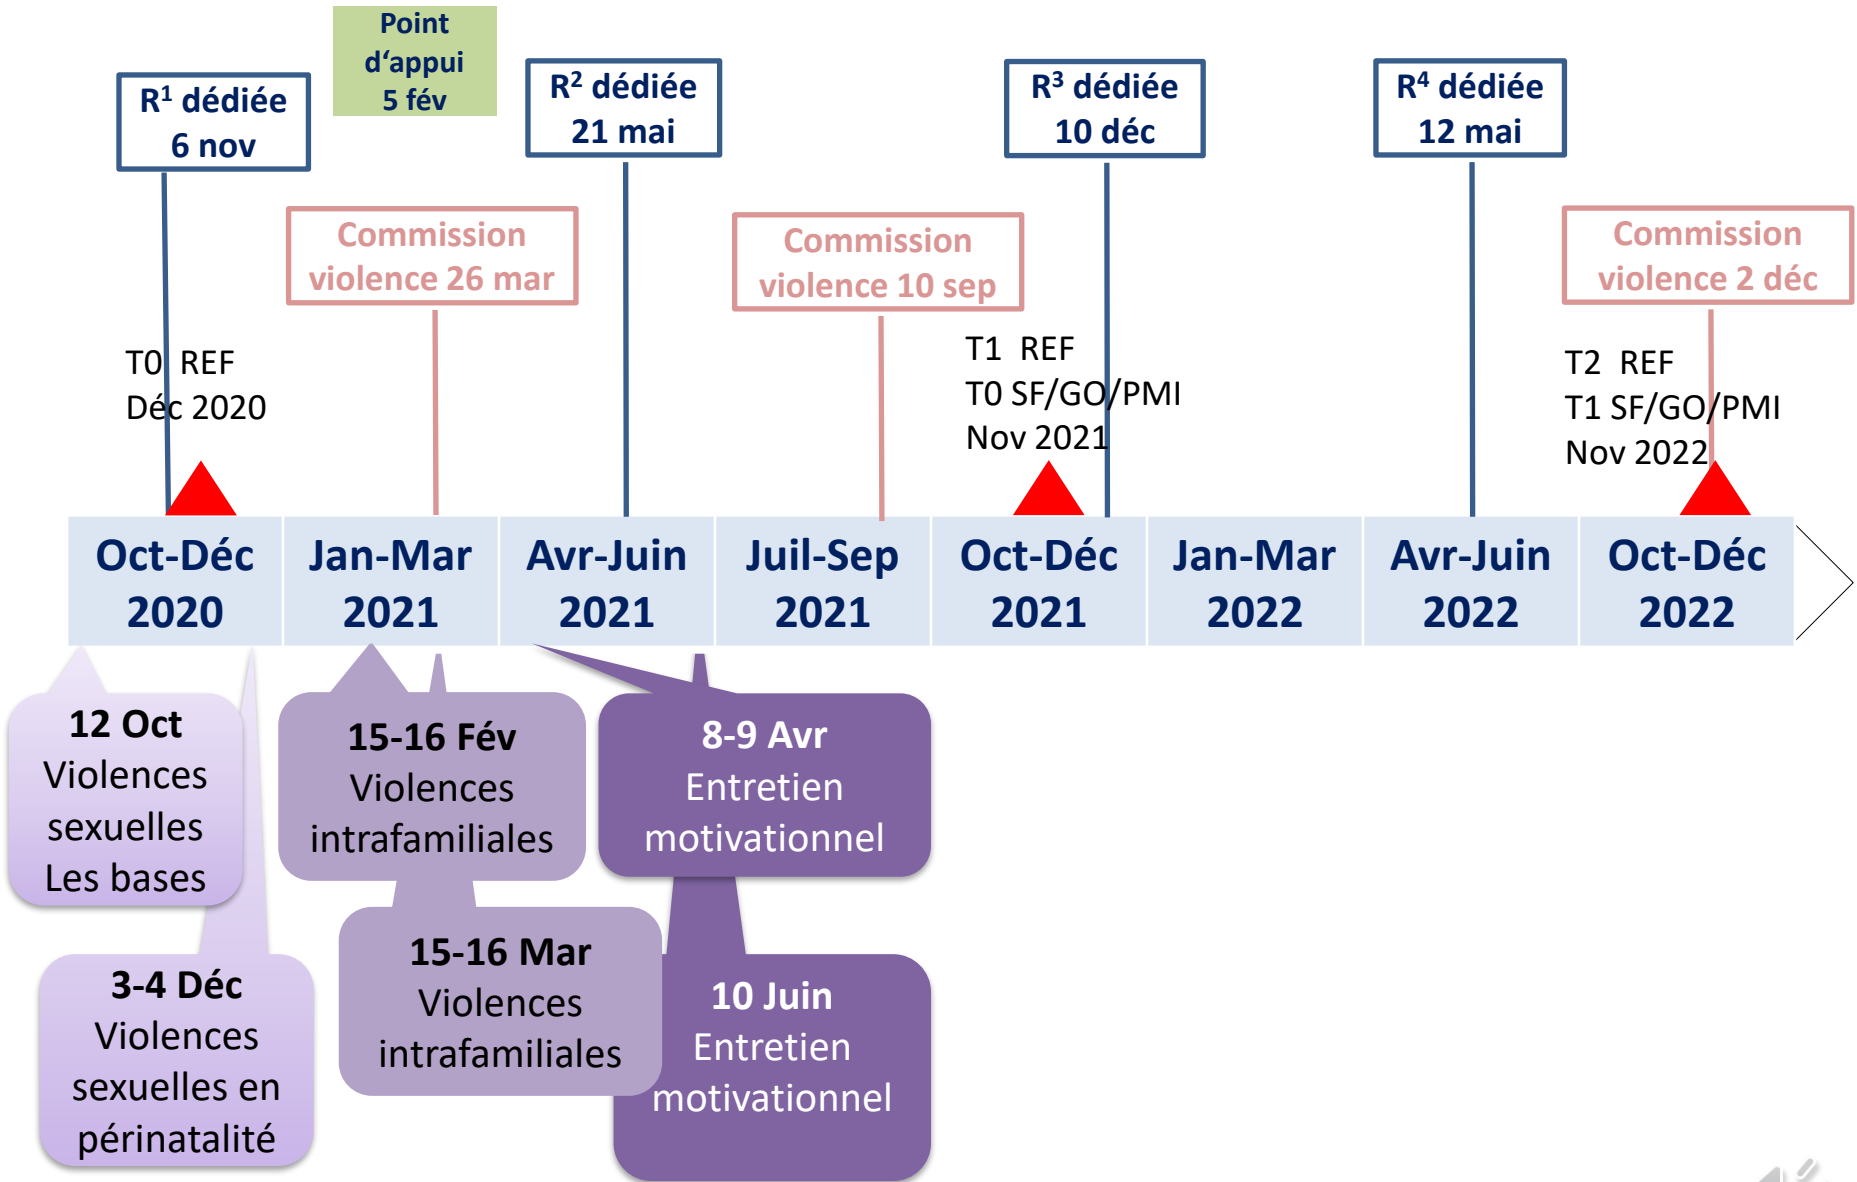 Point
d‘appui
5 fév
R¹ dédiée
6 nov
R² dédiée
21 mai
R³ dédiée
10 déc
R⁴ dédiée
12 mai
Commission
violence 26 mar
Commission
violence 10 sep
Commission
violence 2 déc
T0 REF
Déc 2020
T1 REF
T0 SF/GO/PMI
Nov 2021
T2 REF
T1 SF/GO/PMI
Nov 2022
Oct-Déc
2020
Jan-Mar
2021
Avr-Juin
2021
Juil-Sep
2021
Oct-Déc
2021
Jan-Mar
2022
Avr-Juin
2022
Oct-Déc
2022
12 Oct
Violences
sexuelles
Les bases
15-16 Fév
Violences
intrafamiliales
8-9 Avr
Entretien
motivationnel
3-4 Déc
Violences
sexuelles en
périnatalité
15-16 Mar
Violences
intrafamiliales
10 Juin
Entretien
motivationnel